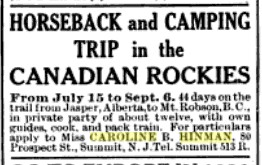 HORSEBACK and CAMPING
TRIP in the
CANADIAN ROCKIES
From July 15 to Sept. 6. 44 days on the
trail from Jasper, Alberta, to Mt. Robson, B.C.,
in private party of about twelve, with own
guides, cook, and pack train. For particulars
apply to Miss CAROLINE B. HINMAN, 80
Prospect St., Summit, N. J. Tel. Summit 513 R.